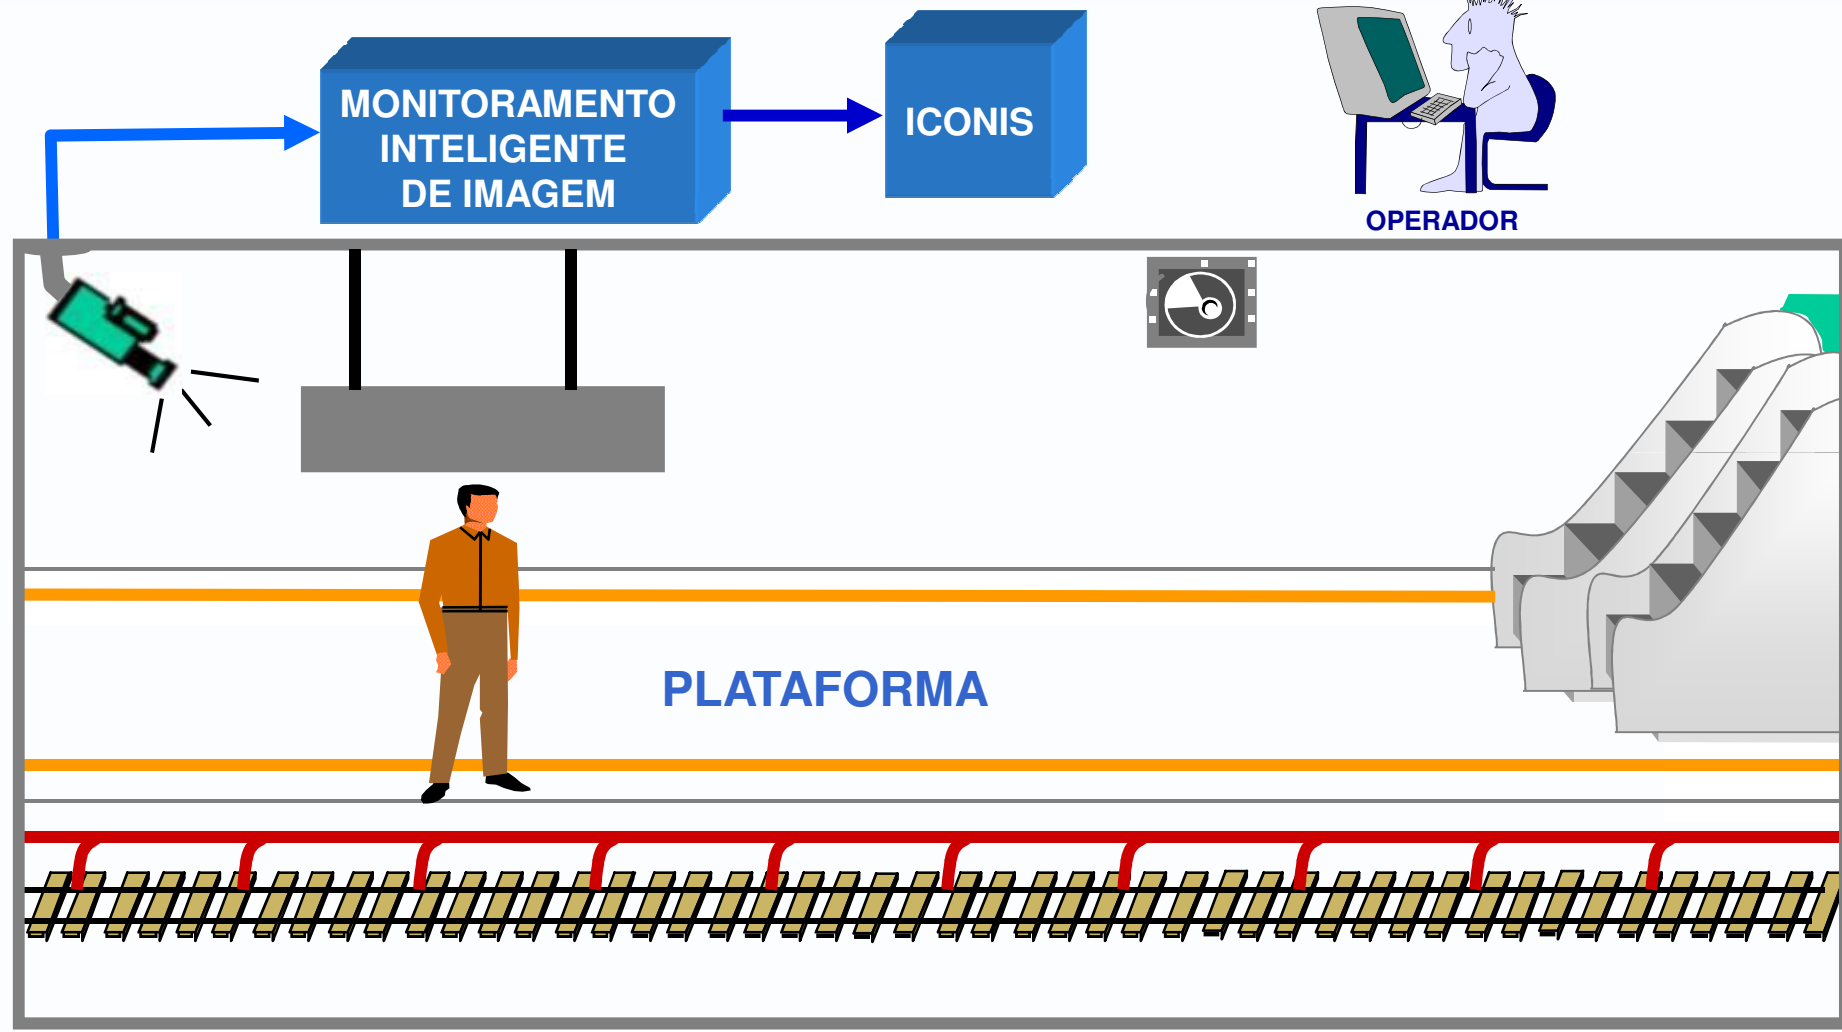 MONITORAMENTO
INTELIGENTE
DE IMAGEM
ICONIS
OPERADOR
PLATAFORMA